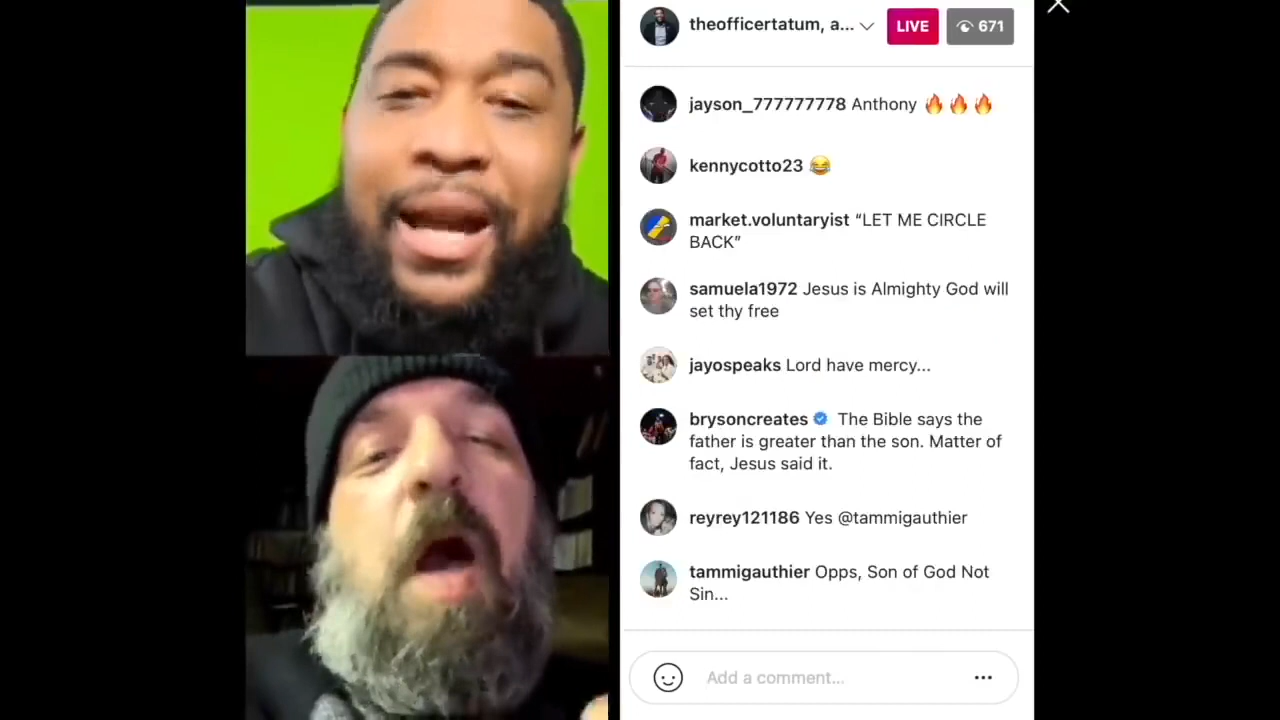 theofficertatum, a...
LIVE
671
jayson_777777778 Anthony 🔥🔥🔥
kennycotto23 😂
market.voluntaryist “LET ME CIRCLE
BACK”
samuela1972 Jesus is Almighty God will
set thy free
jayospeaks Lord have mercy...
brysoncreates The Bible says the
father is greater than the son. Matter of
fact, Jesus said it.
reyrey121186 Yes @tammigauthier
tammigauthier Opps, Son of God Not
Sin...
Add a comment...